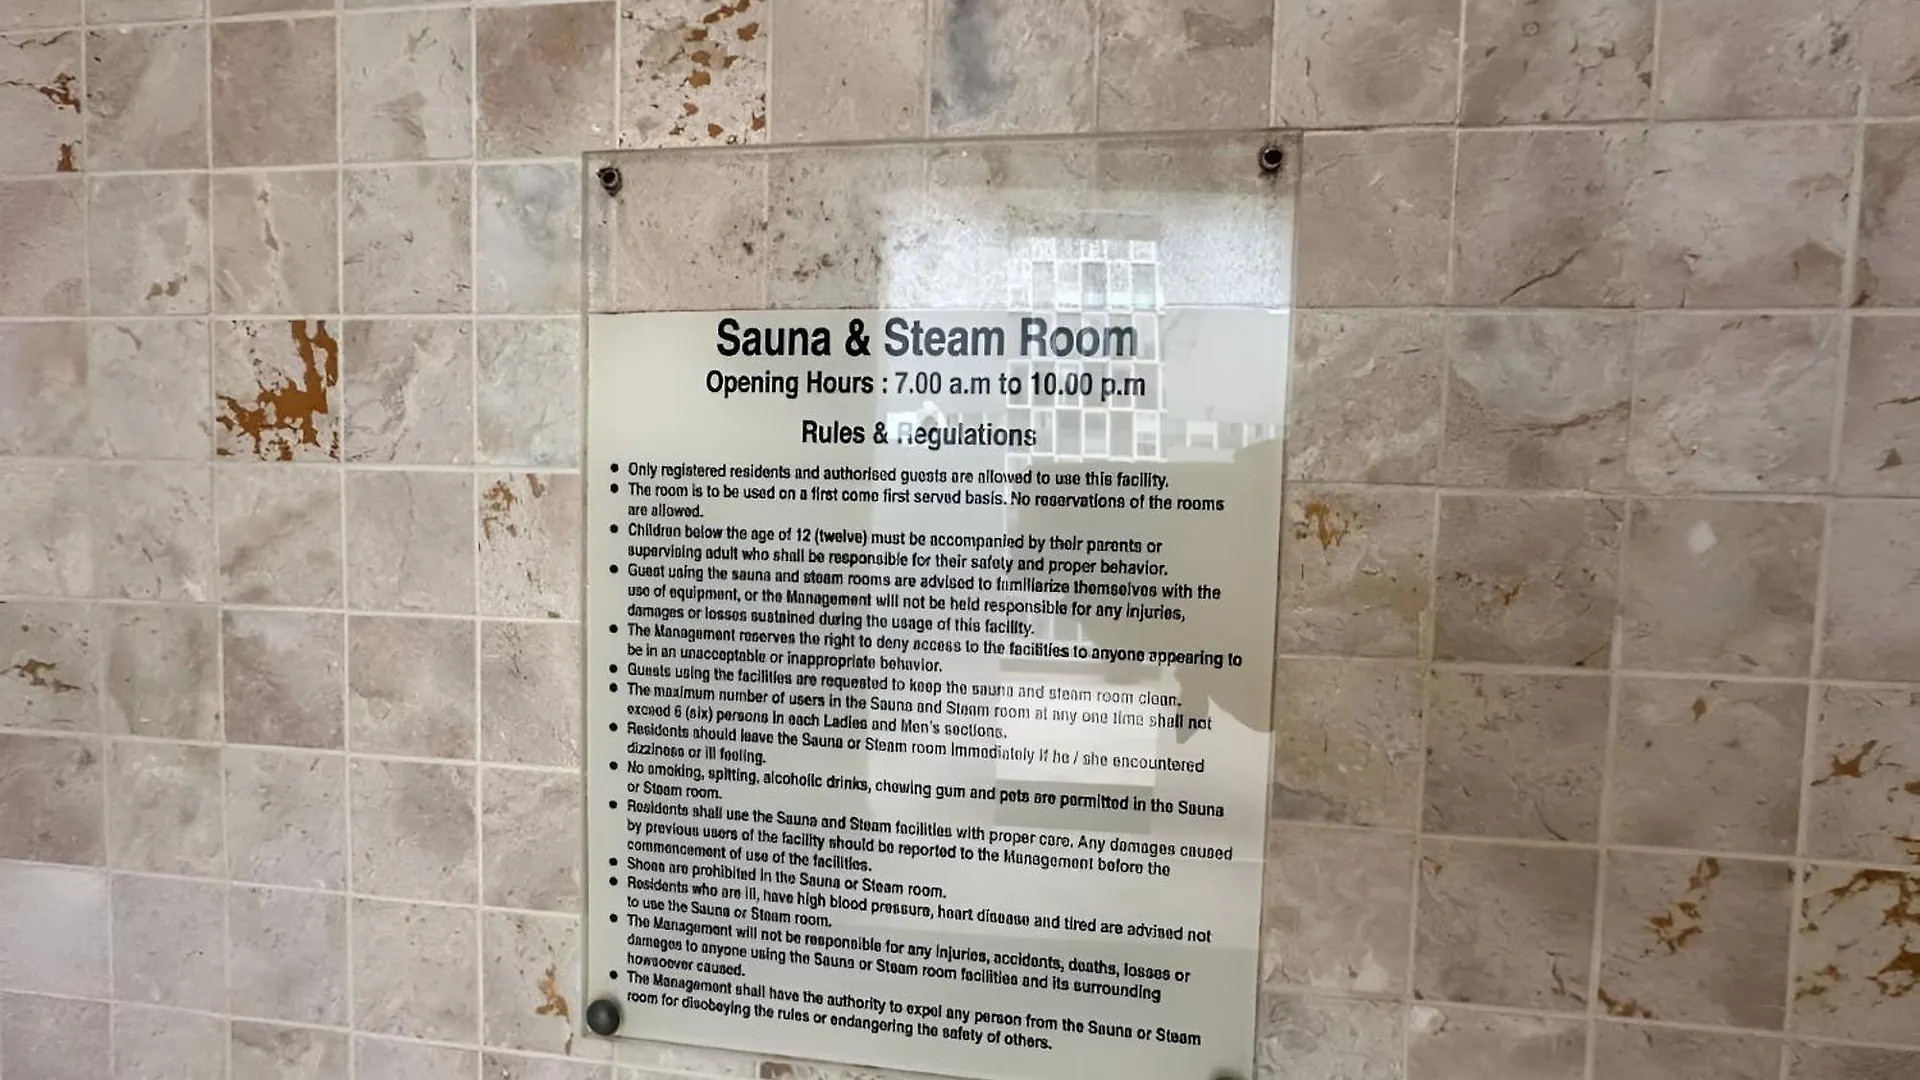 Sauna & Steam Room
Opening Hours : 7.00 a.m to 10.00 p.m
Rules & Regulations
● Only registered residents and authorised guests are allowed to use this facility.
● The room is to be used on a first come first served basis. No reservations of the rooms
are allowed.
● Children below the age of 12 (twelve) must be accompanied by their parents or
supervising adult who shall be responsible for their safety and proper behavior.
● Guest using the sauna and steam rooms are advised to familiarize themselves with the
use of equipment, or the Management will not be held responsible for any injuries,
damages or losses sustained during the usage of this facility.
● The Management reserves the right to deny access to the facilities to anyone appearing to
be in an unacceptable or inappropriate behavior.
● Guests using the facilities are requested to keep the sauna and steam room clean.
● The maximum number of users in the Sauna and Steam room at any one time shall not
exceed 6 (six) persons in each Ladies and Men's sections.
● Residents should leave the Sauna or Steam room immediately if he / she encountered
dizziness or ill feeling.
● No smoking, spitting, alcoholic drinks, chewing gum and pets are permitted in the Sauna
or Steam room.
● Residents shall use the Sauna and Steam facilities with proper care. Any damages caused
by previous users of the facility should be reported to the Management before the
commencement of use of the facilities.
● Shoes are prohibited in the Sauna or Steam room.
● Residents who are ill, have high blood pressure, heart disease and tired are advised not
to use the Sauna or Steam room.
● The Management will not be responsible for any injuries, accidents, deaths, losses or
damages to anyone using the Sauna or Steam room facilities and its surrounding
howsoever caused.
● The Management shall have the authority to expel any person from the Sauna or Steam
room for disobeying the rules or endangering the safety of others.